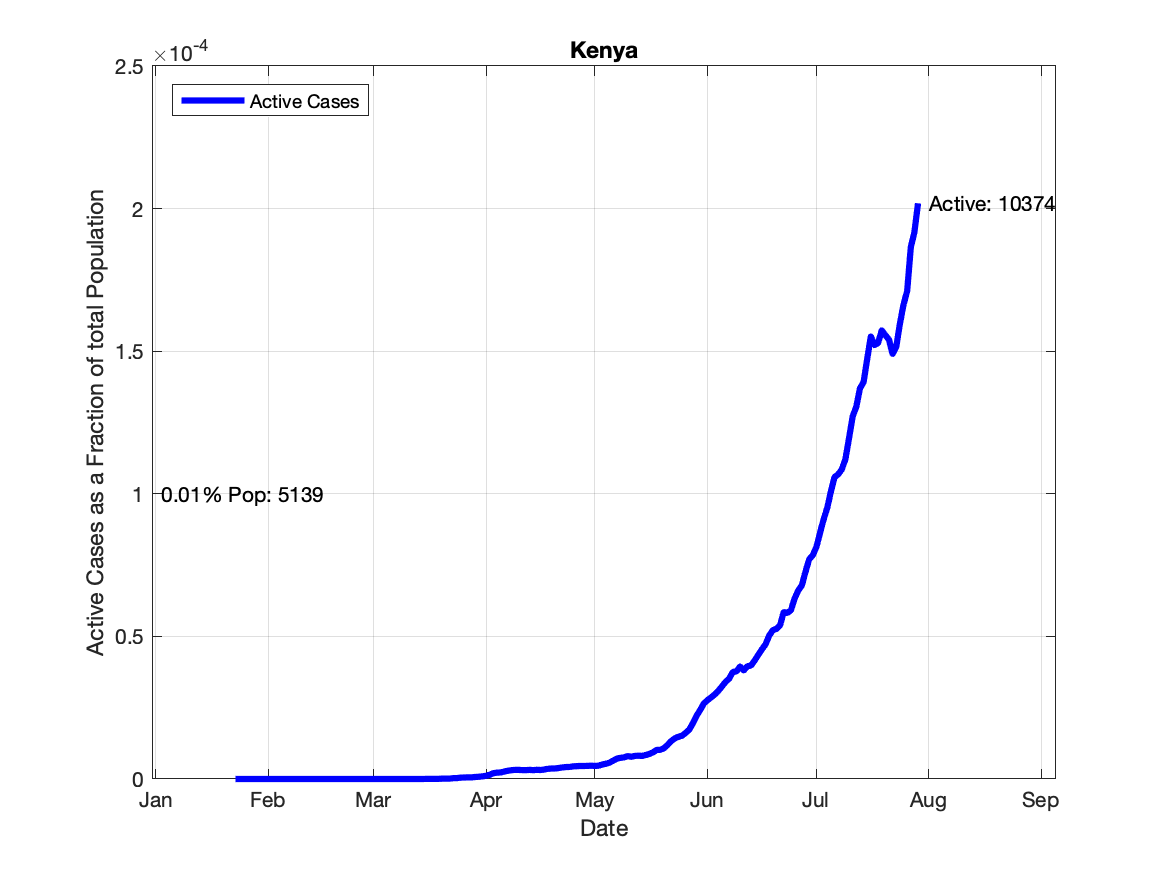 Kenya
×10-4
Active Cases
2.5
2
1.5
1
0.5
0
Active Cases as a Fraction of total Population
Active: 10374
0.01% Pop: 5139
Jan Feb Mar Apr May Jun Jul Aug Sep
Date